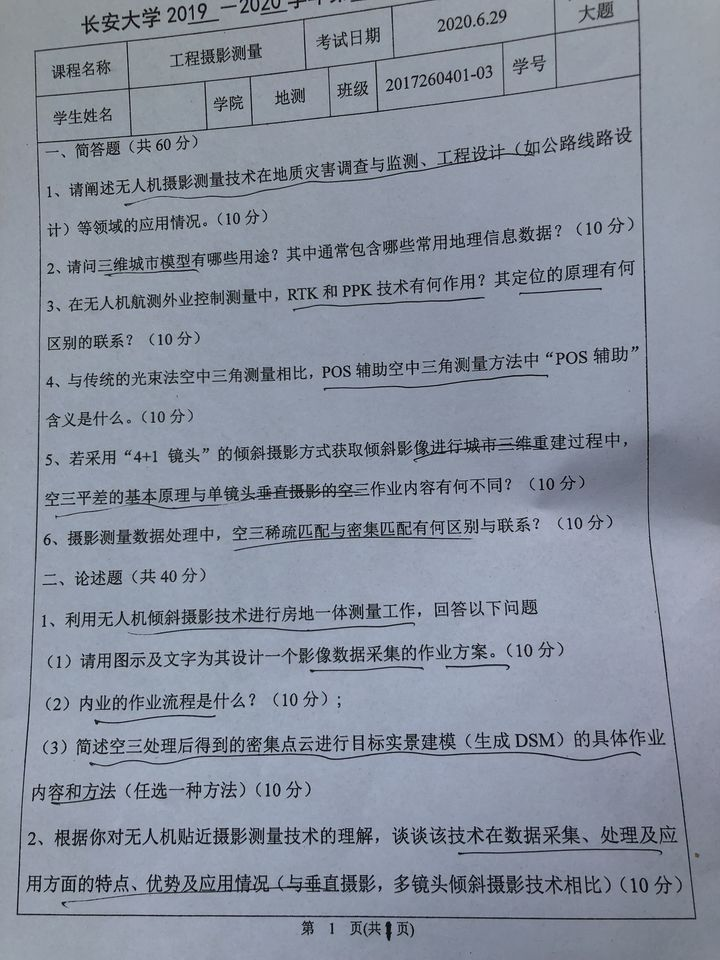 长安大学 2019 －2020 学年第
课程名称 工程摄影测量 考试日期 2020.6.29 大题
学生姓名 学院 地测 班级 2017260401-03 学号
一、简答题（共 60 分）
1、请阐述无人机摄影测量技术在地质灾害调查与监测、工程设计（如公路线路设
计）等领域的应用情况。（10 分）
2、请问三维城市模型有哪些用途？其中通常包含哪些常用地理信息数据？（10 分）
3、在无人机航测外业控制测量中，RTK 和 PPK 技术有何作用？其定位的原理有何
区别的联系？（10 分）
4、与传统的光束法空中三角测量相比，POS 辅助空中三角测量方法中“POS 辅助”
含义是什么。（10 分）
5、若采用“4+1 镜头”的倾斜摄影方式获取倾斜影像进行城市三维重建过程中，
空三平差的基本原理与单镜头垂直摄影的空三作业内容有何不同？（10 分）
6、摄影测量数据处理中，空三稀疏匹配与密集匹配有何区别与联系？（10 分）
二、论述题（共 40 分）
1、利用无人机倾斜摄影技术进行房地一体测量工作，回答以下问题
（1）请用图示及文字为其设计一个影像数据采集的作业方案。（10 分）
（2）内业的作业流程是什么？（10 分）；
（3）简述空三处理后得到的密集点云进行目标实景建模（生成 DSM）的具体作业
内容和方法（任选一种方法）（10 分）
2、根据你对无人机贴近摄影测量技术的理解，谈谈该技术在数据采集、处理及应
用方面的特点、优势及应用情况（与垂直摄影，多镜头倾斜摄影技术相比）（10 分）
第 1 页(共 页)